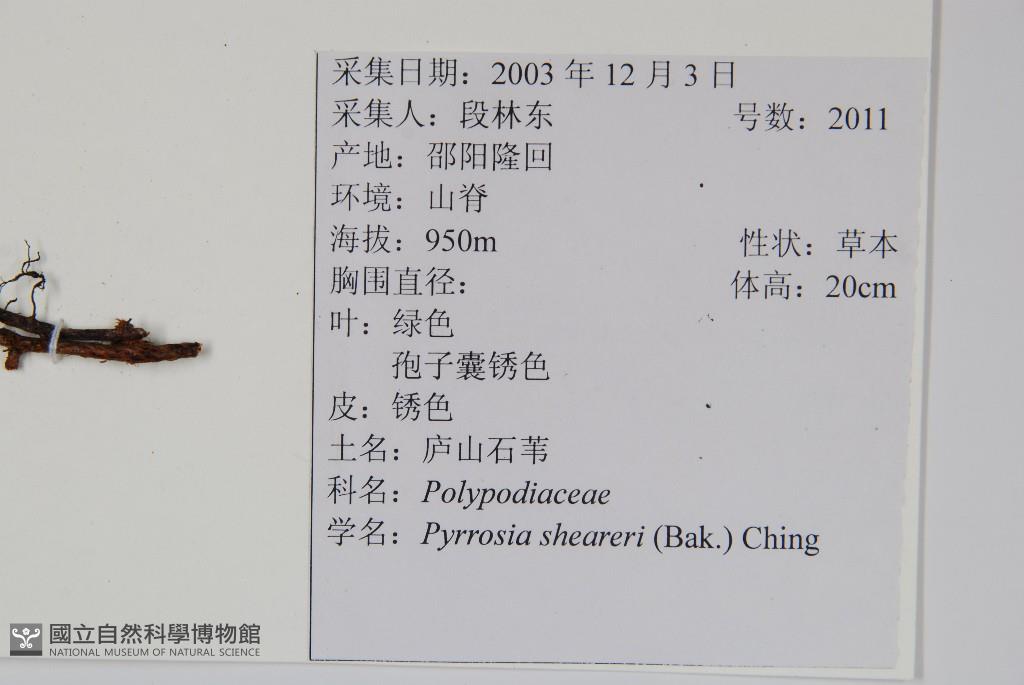 采集日期：2003 年 12 月 3 日
采集人：段林东 号数：2011
产地：邵阳隆回
环境：山脊
海拔：950m 性状：草本
胸围直径： 体高：20cm
叶：绿色
孢子囊锈色
皮：锈色
土名：庐山石苇
科名：Polypodiaceae
学名：Pyrrosia sheareri (Bak.) Ching
國立自然科學博物館
NATIONAL MUSEUM OF NATURAL SCIENCE